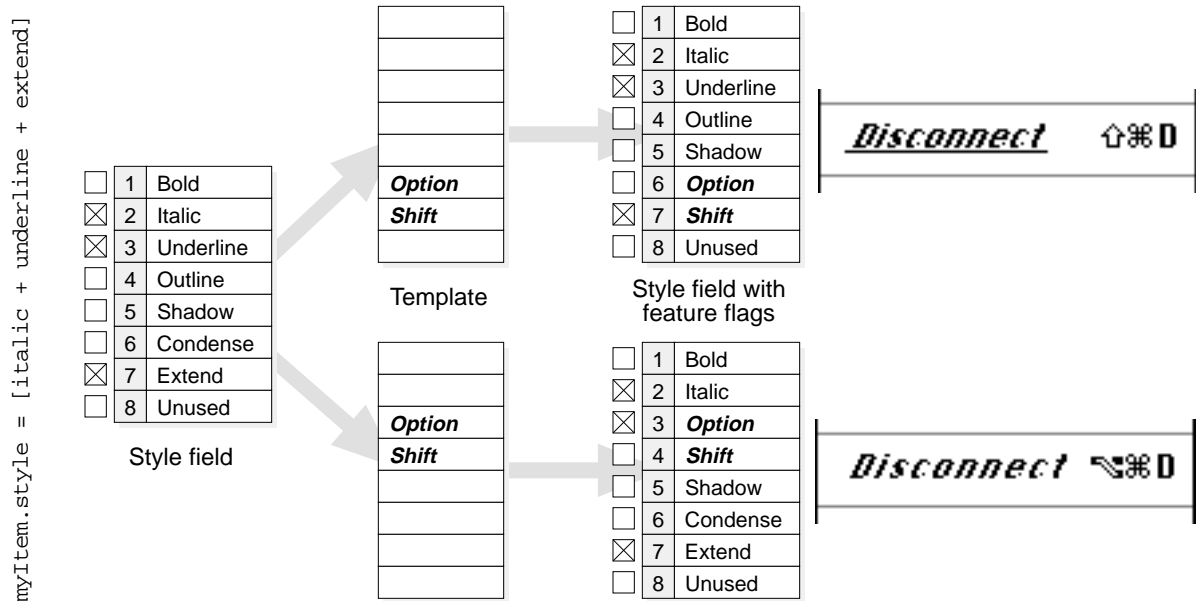 myItem.style = [italic + underline + extend]
1 Bold
2 Italic
3 Underline
4 Outline
5 Shadow
6 Condense
7 Extend
8 Unused
Style field
Option
Shift
Template
1 Bold
2 Italic
3 Underline
4 Outline
5 Shadow
6 Option
7 Shift
8 Unused
Style field with
feature flags
Disconnect ⇧⌘D
Option
Shift
1 Bold
2 Italic
3 Option
4 Shift
5 Shadow
6 Condense
7 Extend
8 Unused
Disconnect ⌥⌘D